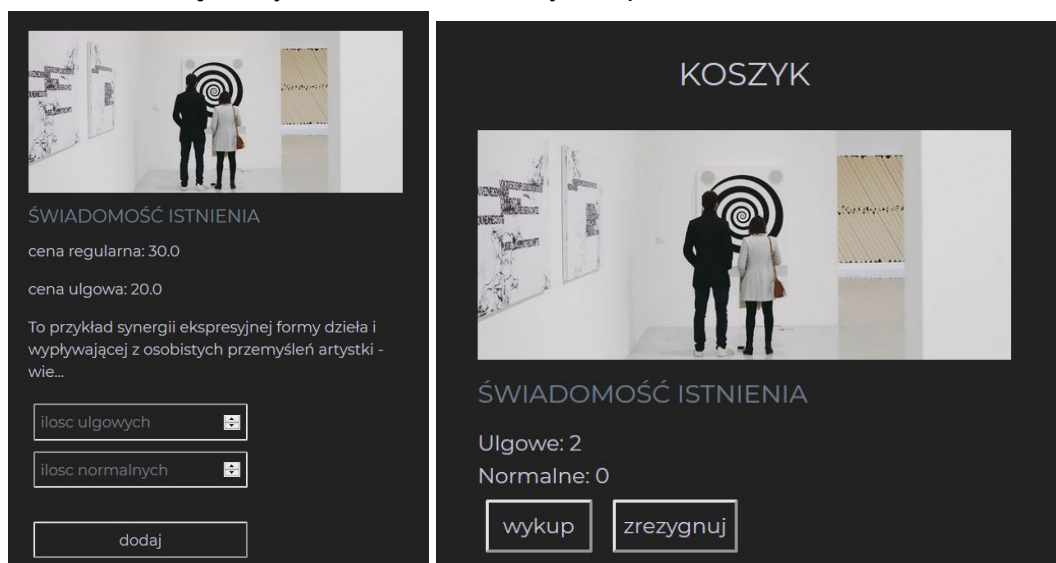 ŚWIADOMOŚĆ ISTNIENIA
cena regularna: 30.0
cena ulgowa: 20.0
To przykład synergii ekspresyjnej formy dzieła i
wypływającej z osobistych przemyśleń artystki -
wie...
ilosc ulgowych
ilosc normalnych
dodaj
KOSZYK
ŚWIADOMOŚĆ ISTNIENIA
Ulgowe: 2
Normalne: 0
wykup
zrezygnuj